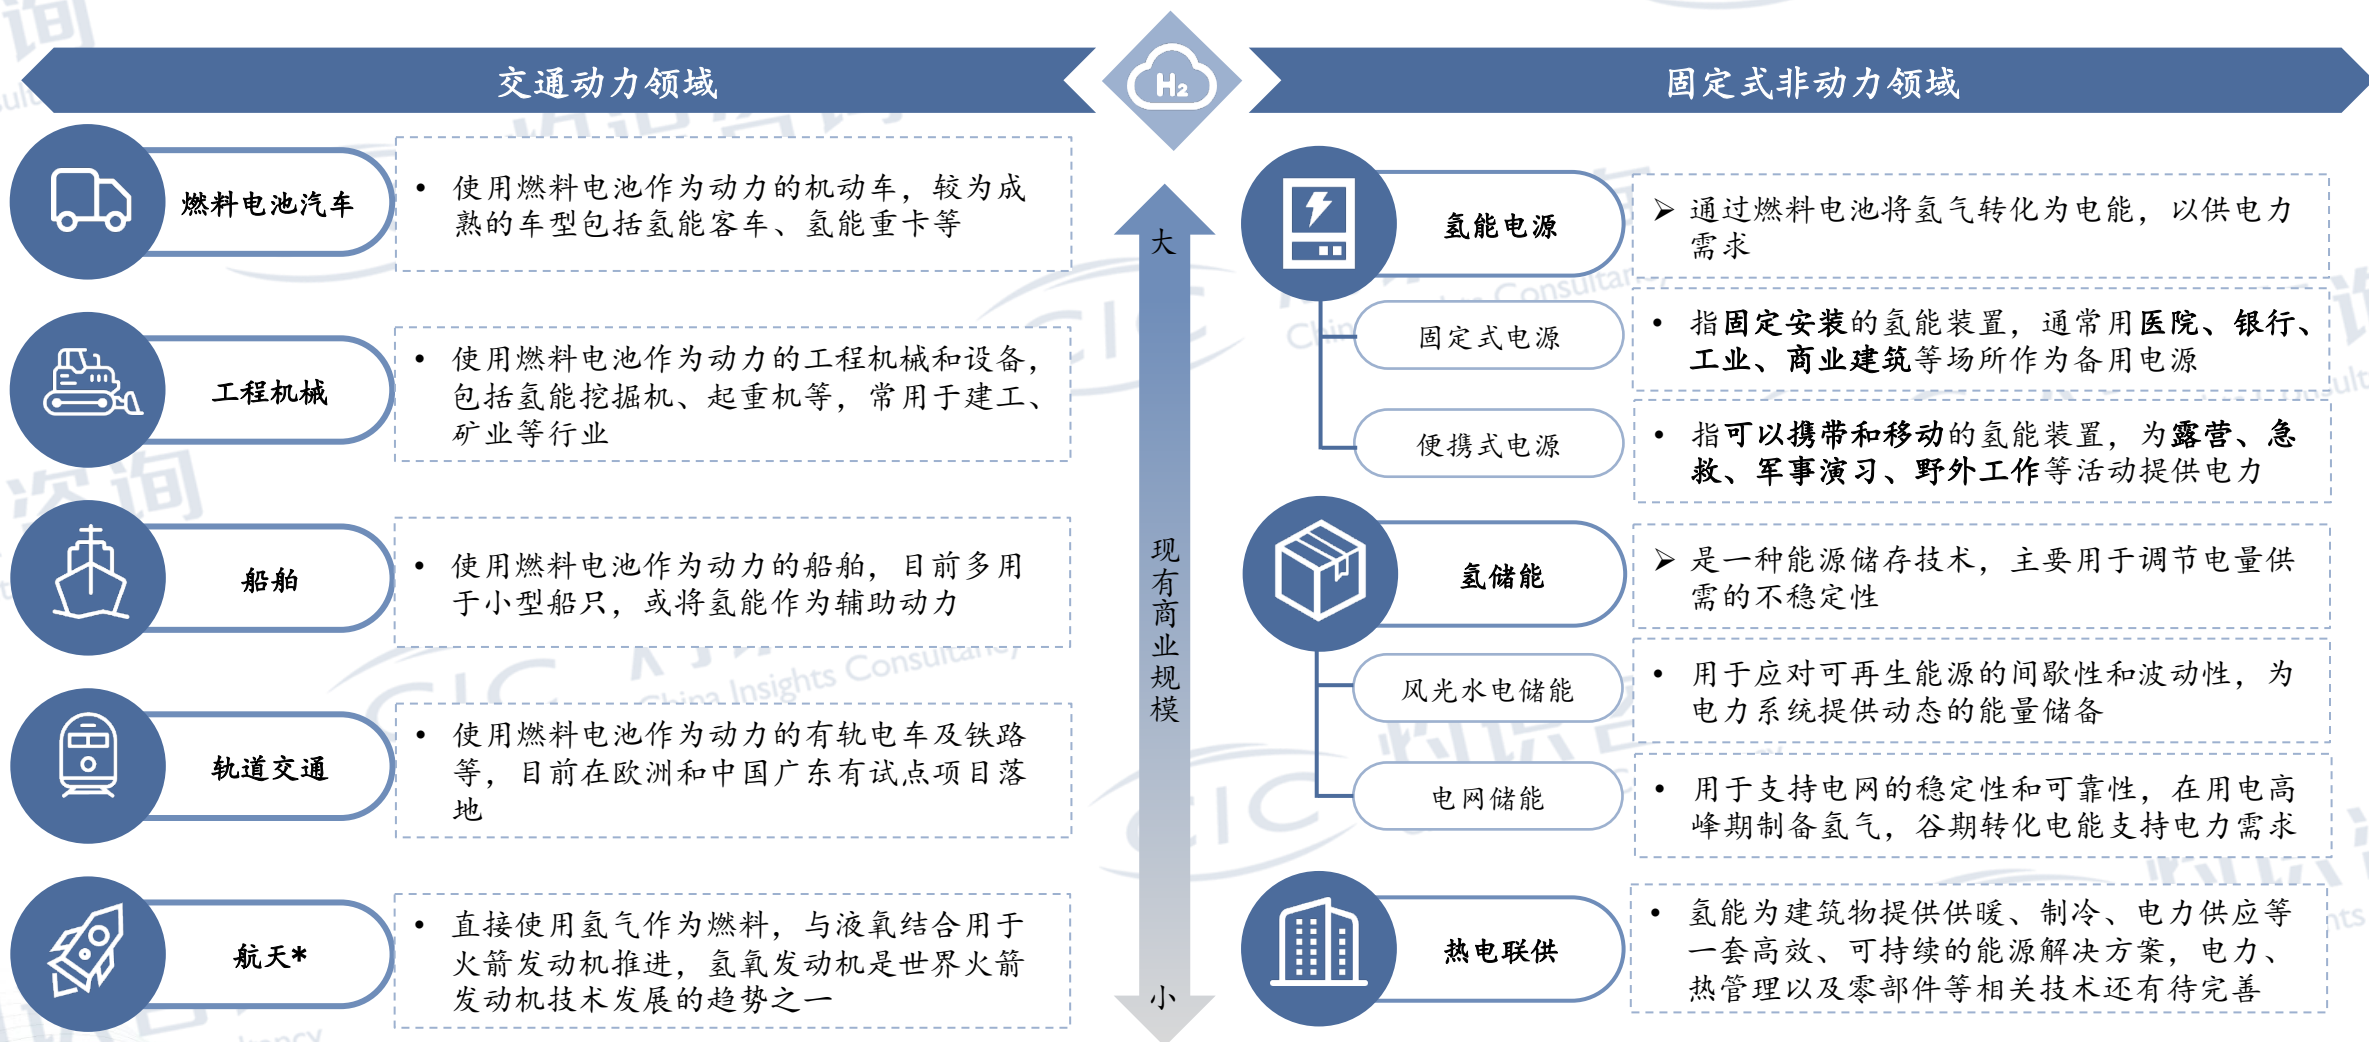 交通动力领域
H2
固定式非动力领域
燃料电池汽车
• 使用燃料电池作为动力的机动车，较为成
熟的车型包括氢能客车、氢能重卡等
工程机械
• 使用燃料电池作为动力的工程机械和设备，
包括氢能挖掘机、起重机等，常用于建工、
矿业等行业
船舶
• 使用燃料电池作为动力的船舶，目前多用
于小型船只，或将氢能作为辅助动力
轨道交通
• 使用燃料电池作为动力的有轨电车及铁路
等，目前在欧洲和中国广东有试点项目落
地
航天*
• 直接使用氢气作为燃料，与液氧结合用于
火箭发动机推进，氢氧发动机是世界火箭
发动机技术发展的趋势之一
大
现有商业规模
小
氢能电源
➢ 通过燃料电池将氢气转化为电能，以供电力
需求
固定式电源
• 指固定安装的氢能装置，通常用医院、银行、
工业、商业建筑等场所作为备用电源
便携式电源
• 指可以携带和移动的氢能装置，为露营、急
救、军事演习、野外工作等活动提供电力
氢储能
➢ 是一种能源储存技术，主要用于调节电量供
需的不稳定性
风光水电储能
• 用于应对可再生能源的间歇性和波动性，为
电力系统提供动态的能量储备
电网储能
• 用于支持电网的稳定性和可靠性，在用电高
峰期制备氢气，谷期转化电能支持电力需求
热电联供
• 氢能为建筑物提供供暖、制冷、电力供应等
一套高效、可持续的能源解决方案，电力、
热管理以及零部件等相关技术还有待完善
CIC
China Insights Consultancy